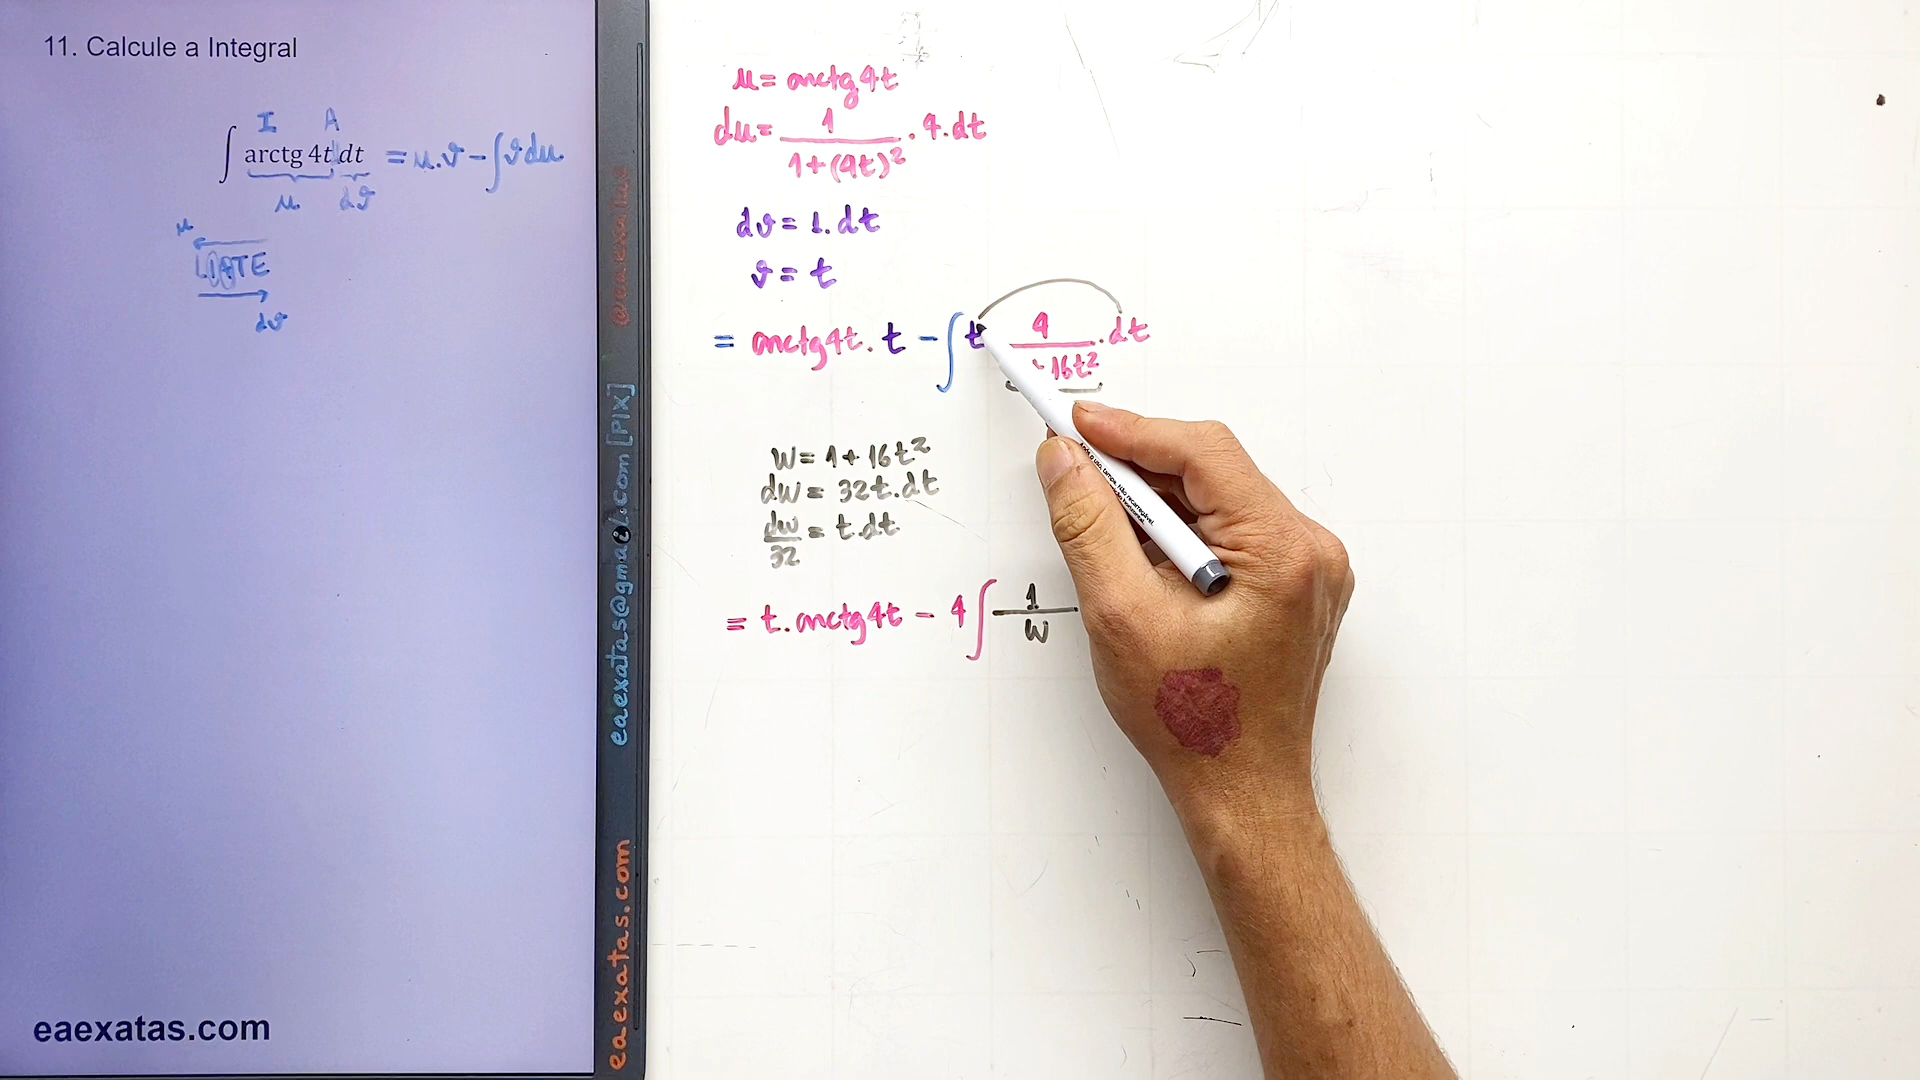 11. Calcule a Integral
I A
∫ arctg 4t dt = u.v - ∫v du
u dv
u
LIATE
dv
eaexatas.com
eaexatas.com eaexatas@gmail.com [PIX] @eaexatas
u = arctg4t
du = 1/(1+(4t)²) . 4.dt
dv = 1.dt
v = t
= arctg4t. t - ∫ t 4/16t² .dt
w = 1 + 16t²
dw = 32t.dt
dw/32 = t.dt
= t.arctg4t - 4 ∫ 1/w